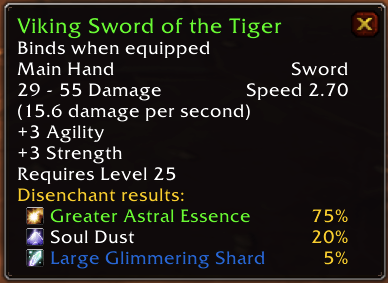 Viking Sword of the Tiger
Binds when equipped
Main Hand Sword
29 - 55 Damage Speed 2.70
(15.6 damage per second)
+3 Agility
+3 Strength
Requires Level 25
Disenchant results:
Greater Astral Essence 75%
Soul Dust 20%
Large Glimmering Shard 5%